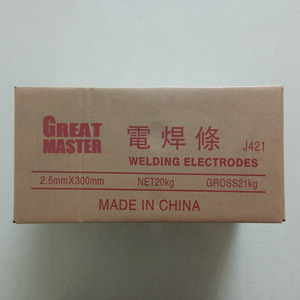 GREAT MASTER
電焊條 J421
WELDING ELECTRODES
2.5mmX300mm NET20kg GROSS21kg
MADE IN CHINA